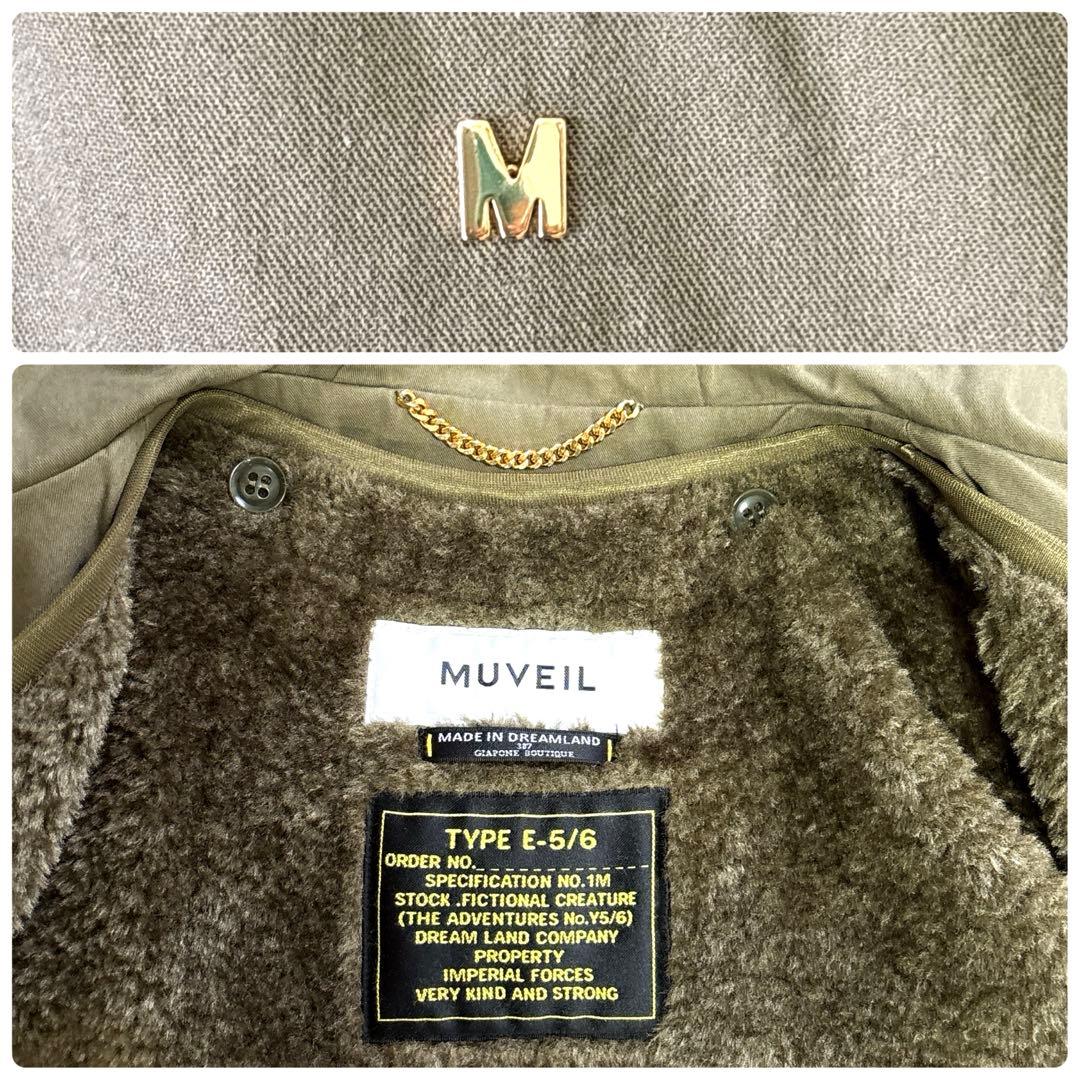 M
MUVEIL
MADE IN DREAMLAND
387
GIAPONE BOUTIQUE
TYPE E-5/6
ORDER NO.
SPECIFICATION NO.1M
STOCK .FICTIONAL CREATURE
(THE ADVENTURES No.Y5/6)
DREAM LAND COMPANY
PROPERTY
IMPERIAL FORCES
VERY KIND AND STRONG